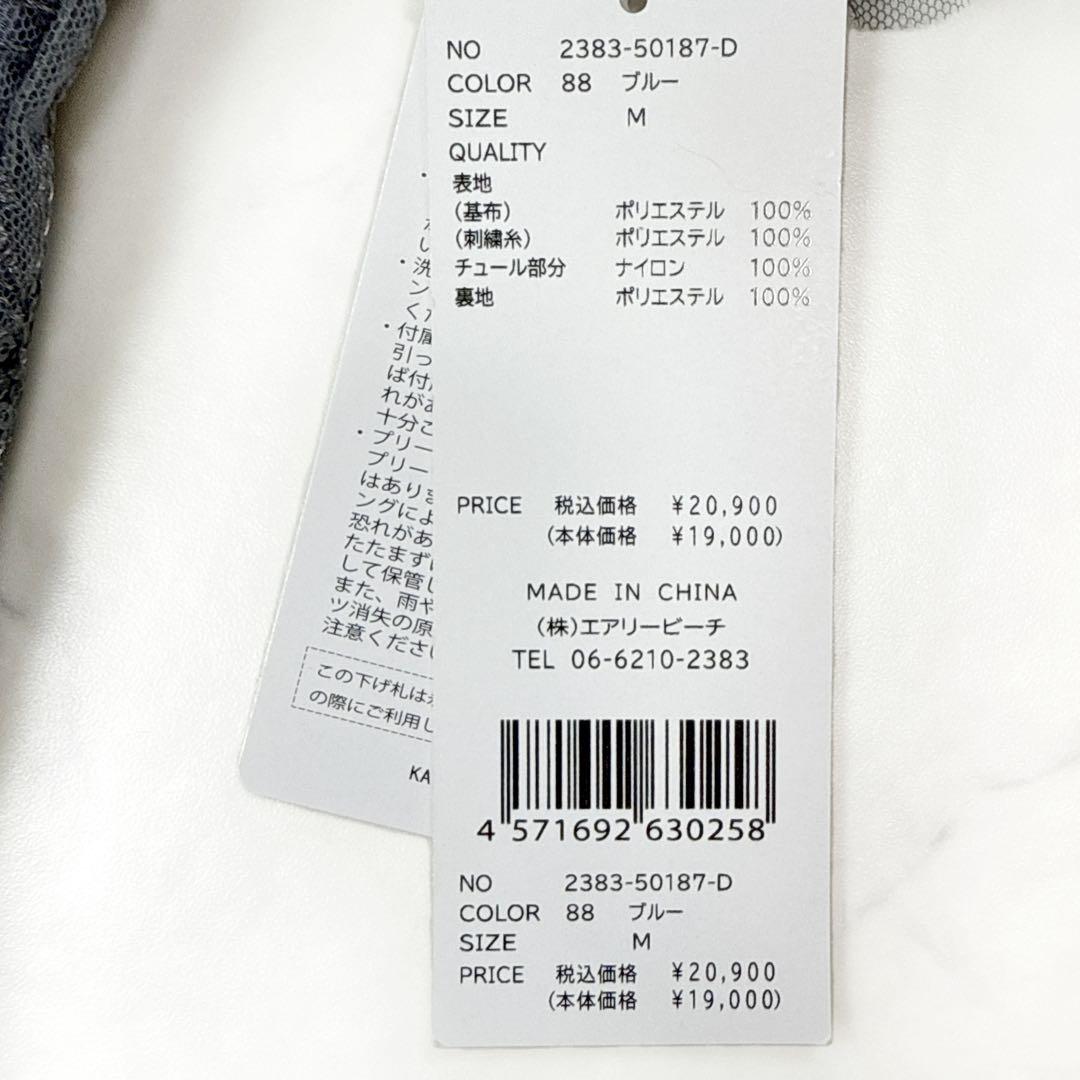 NO 2383-50187-D
COLOR 88 ブルー
SIZE M
QUALITY
表地
(基布) ポリエステル 100%
(刺繍糸) ポリエステル 100%
チュール部分 ナイロン 100%
裏地 ポリエステル 100%
PRICE 税込価格 ¥20,900
(本体価格 ¥19,000)
MADE IN CHINA
(株)エアリービーチ
TEL 06-6210-2383
4 571692 630258
NO 2383-50187-D
COLOR 88 ブルー
SIZE M
PRICE 税込価格 ¥20,900
(本体価格 ¥19,000)
い
・洗
ン
く
・付属
引っ
ば付
れがあ
十分ご
・プリー
プリー
はありま
ングによ
恐れがあ
たたまず
して保管し
また、雨や
ツ消失の原
注意くださ
この下げ札は
の際にご利用し
KA